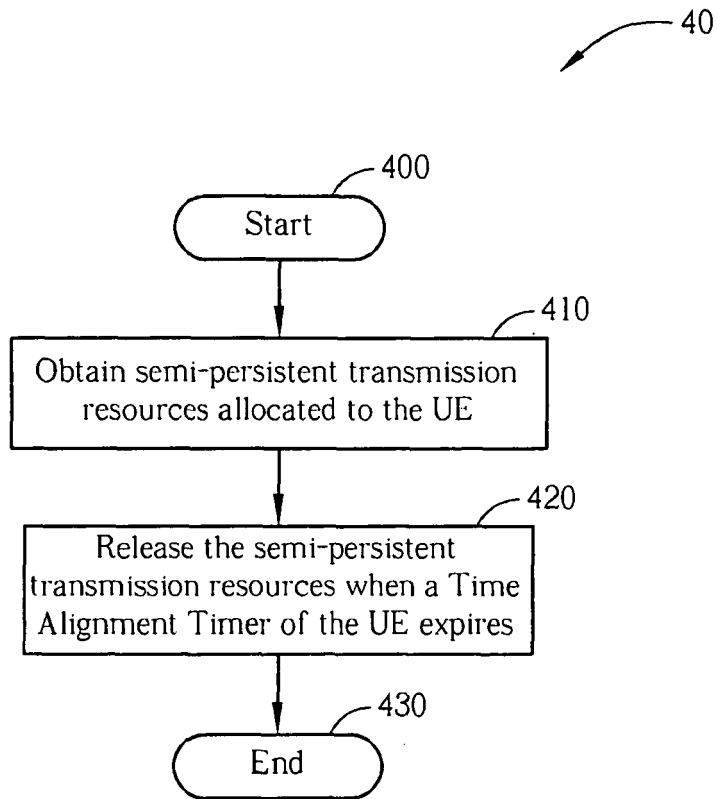 40
400
Start
410
Obtain semi-persistent transmission
resources allocated to the UE
420
Release the semi-persistent
transmission resources when a Time
Alignment Timer of the UE expires
430
End